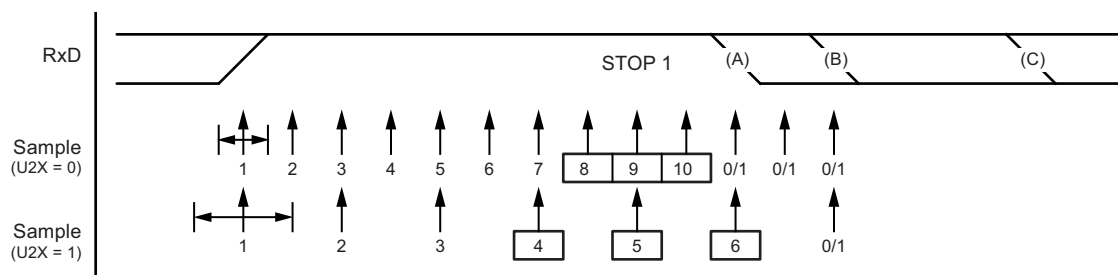 RxD
STOP 1
(A)
(B)
(C)
Sample
(U2X = 0)
1 2 3 4 5 6 7 8 9 10 0/1 0/1 0/1
Sample
(U2X = 1)
1 2 3 4 5 6 0/1